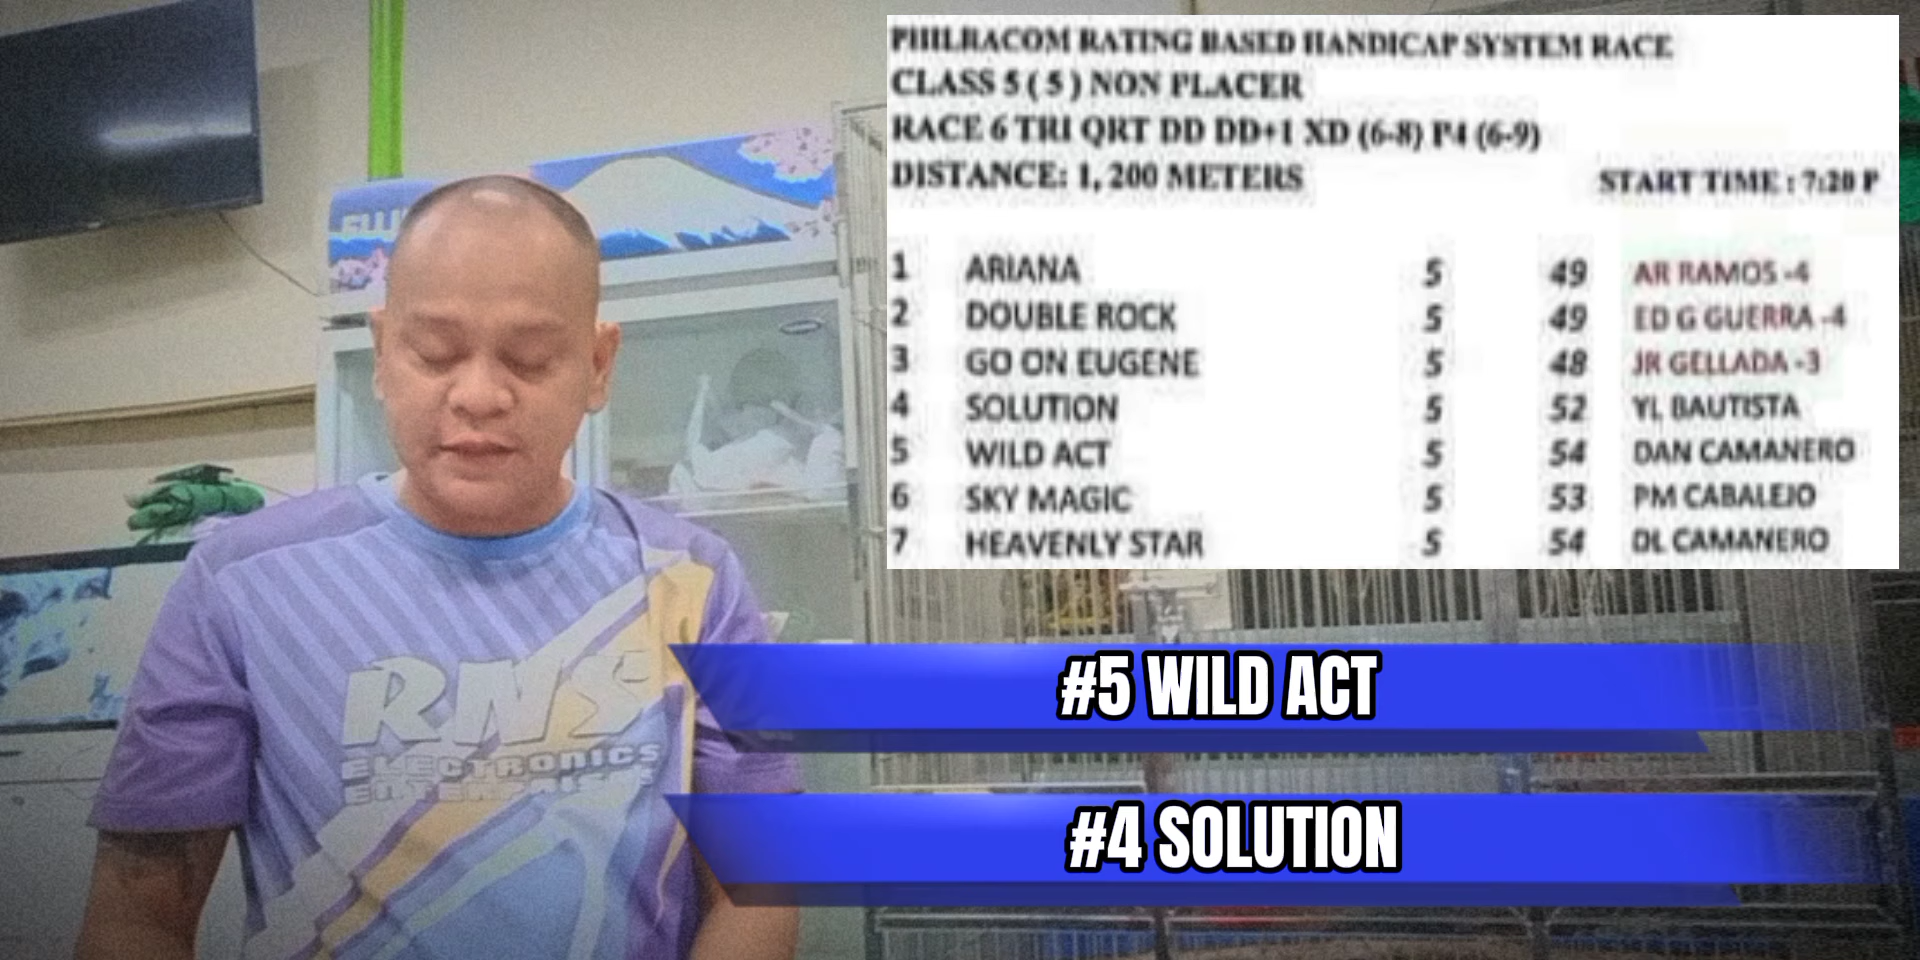 PHILRACOM RATING BASED HANDICAP SYSTEM RACE
CLASS 5 ( 5 ) NON PLACER
RACE 6 TRI QRT DD DD+1 XD (6-8) P4 (6-9)
DISTANCE: 1, 200 METERS START TIME : 7:20 P
1 ARIANA 5 49 AR RAMOS -4
2 DOUBLE ROCK 5 49 ED G GUERRA -4
3 GO ON EUGENE 5 48 JR GELLADA -3
4 SOLUTION 5 52 YL BAUTISTA
5 WILD ACT 5 54 DAN CAMANERO
6 SKY MAGIC 5 53 PM CABALEJO
7 HEAVENLY STAR 5 54 DL CAMANERO
RNS
ELECTRONICS
ENTERPRISES
#5 WILD ACT
#4 SOLUTION